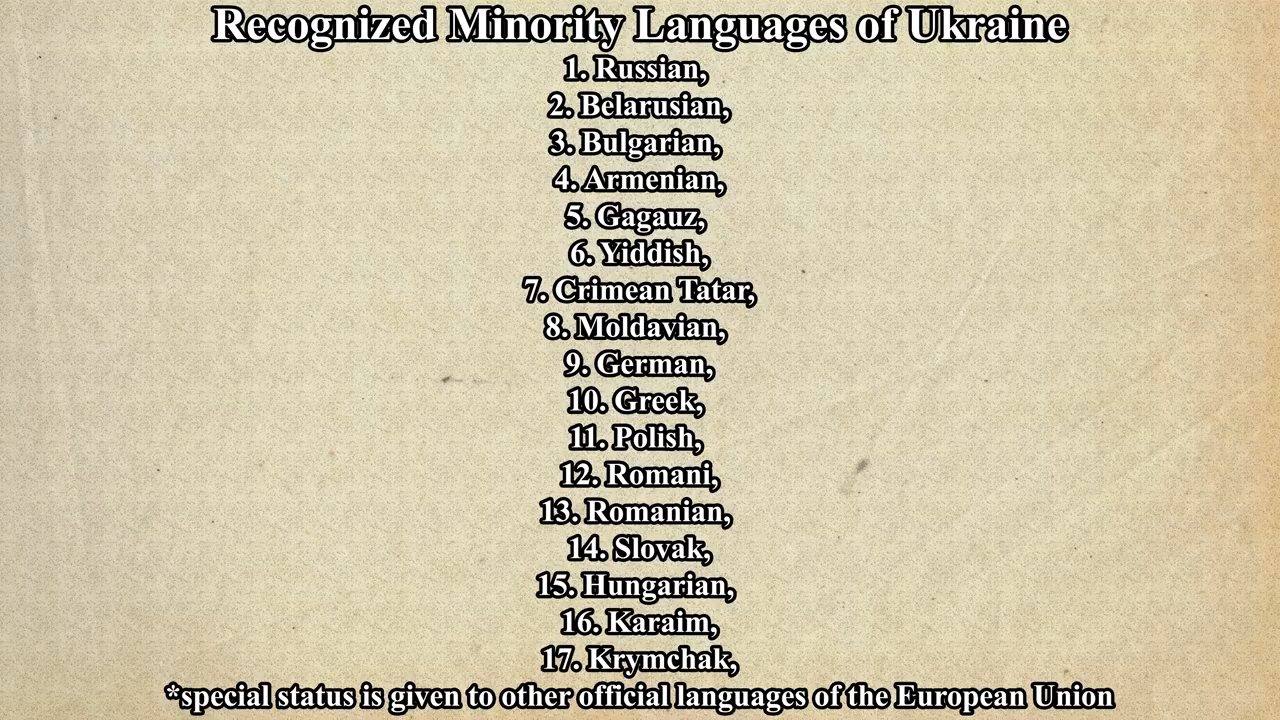 Recognized Minority Languages of Ukraine
1. Russian,
2. Belarusian,
3. Bulgarian,
4. Armenian,
5. Gagauz,
6. Yiddish,
7. Crimean Tatar,
8. Moldavian,
9. German,
10. Greek,
11. Polish,
12. Romani,
13. Romanian,
14. Slovak,
15. Hungarian,
16. Karaim,
17. Krymchak,
*special status is given to other official languages of the European Union